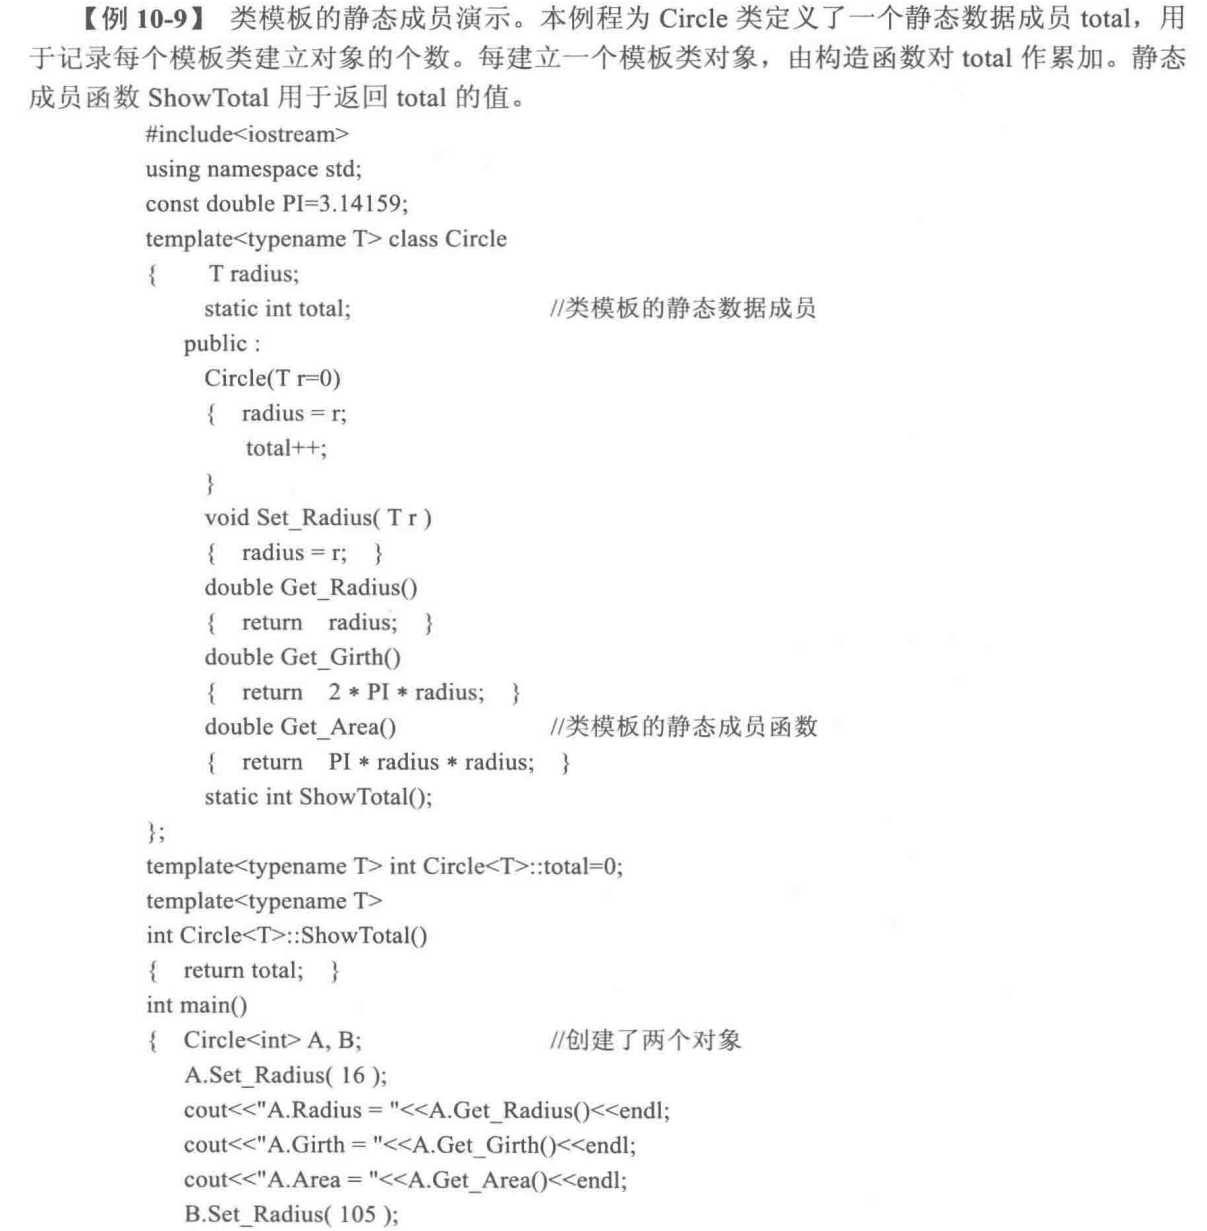 【例 10-9】 类模板的静态成员演示。本例程为 Circle 类定义了一个静态数据成员 total，用
于记录每个模板类建立对象的个数。每建立一个模板类对象，由构造函数对 total 作累加。静态
成员函数 ShowTotal 用于返回 total 的值。
#include<iostream>
using namespace std;
const double PI=3.14159;
template<typename T> class Circle
{ T radius;
static int total; //类模板的静态数据成员
public :
Circle(T r=0)
{ radius = r;
total++;
}
void Set_Radius( T r )
{ radius = r; }
double Get_Radius()
{ return radius; }
double Get_Girth()
{ return 2 * PI * radius; }
double Get_Area() //类模板的静态成员函数
{ return PI * radius * radius; }
static int ShowTotal();
};
template<typename T> int Circle<T>::total=0;
template<typename T>
int Circle<T>::ShowTotal()
{ return total; }
int main()
{ Circle<int> A, B; //创建了两个对象
A.Set_Radius( 16 );
cout<<"A.Radius = "<<A.Get_Radius()<<endl;
cout<<"A.Girth = "<<A.Get_Girth()<<endl;
cout<<"A.Area = "<<A.Get_Area()<<endl;
B.Set_Radius( 105 );